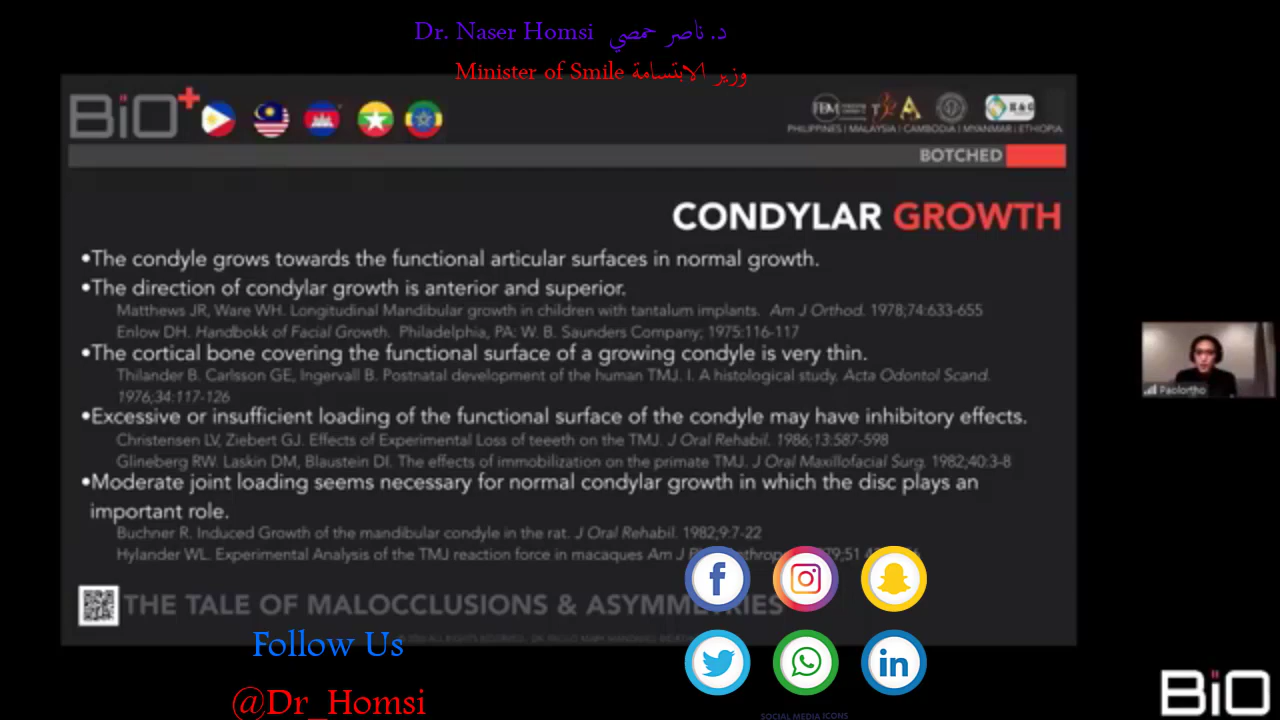 Dr. Naser Homsi د. ناصر حمصي
Minister of Smile وزير الابتسامة
BiO+
PHILIPPINES | MALAYSIA | CAMBODIA | MYANMAR | ETHIOPIA
BOTCHED
CONDYLAR GROWTH
•The condyle grows towards the functional articular surfaces in normal growth.
•The direction of condylar growth is anterior and superior.
Matthews JR, Ware WH. Longitudinal Mandibular growth in children with tantalum implants. Am J Orthod. 1978;74:633-655
Enlow DH. Handbokk of Facial Growth. Philadelphia, PA: W. B. Saunders Company; 1975:116-117
•The cortical bone covering the functional surface of a growing condyle is very thin.
Thilander B. Carlsson GE, Ingervall B. Postnatal development of the human TMJ. I. A histological study. Acta Odontol Scand.
1976;34:117-126
•Excessive or insufficient loading of the functional surface of the condyle may have inhibitory effects.
Christensen LV, Ziebert GJ. Effects of Experimental Loss of teeeth on the TMJ. J Oral Rehabil. 1986;13:587-598
Glineberg RW. Laskin DM, Blaustein DI. The effects of immobilization on the primate TMJ. J Oral Maxillofacial Surg. 1982;40:3-8
•Moderate joint loading seems necessary for normal condylar growth in which the disc plays an
important role.
Buchner R. Induced Growth of the mandibular condyle in the rat. J Oral Rehabil. 1982;9:7-22
Hylander WL. Experimental Analysis of the TMJ reaction force in macaques Am J
THE TALE OF MALOCCLUSIONS & ASYMMETRIES
Paolortho
Follow Us
@Dr_Homsi
SOCIAL MEDIA ICONS
BiO